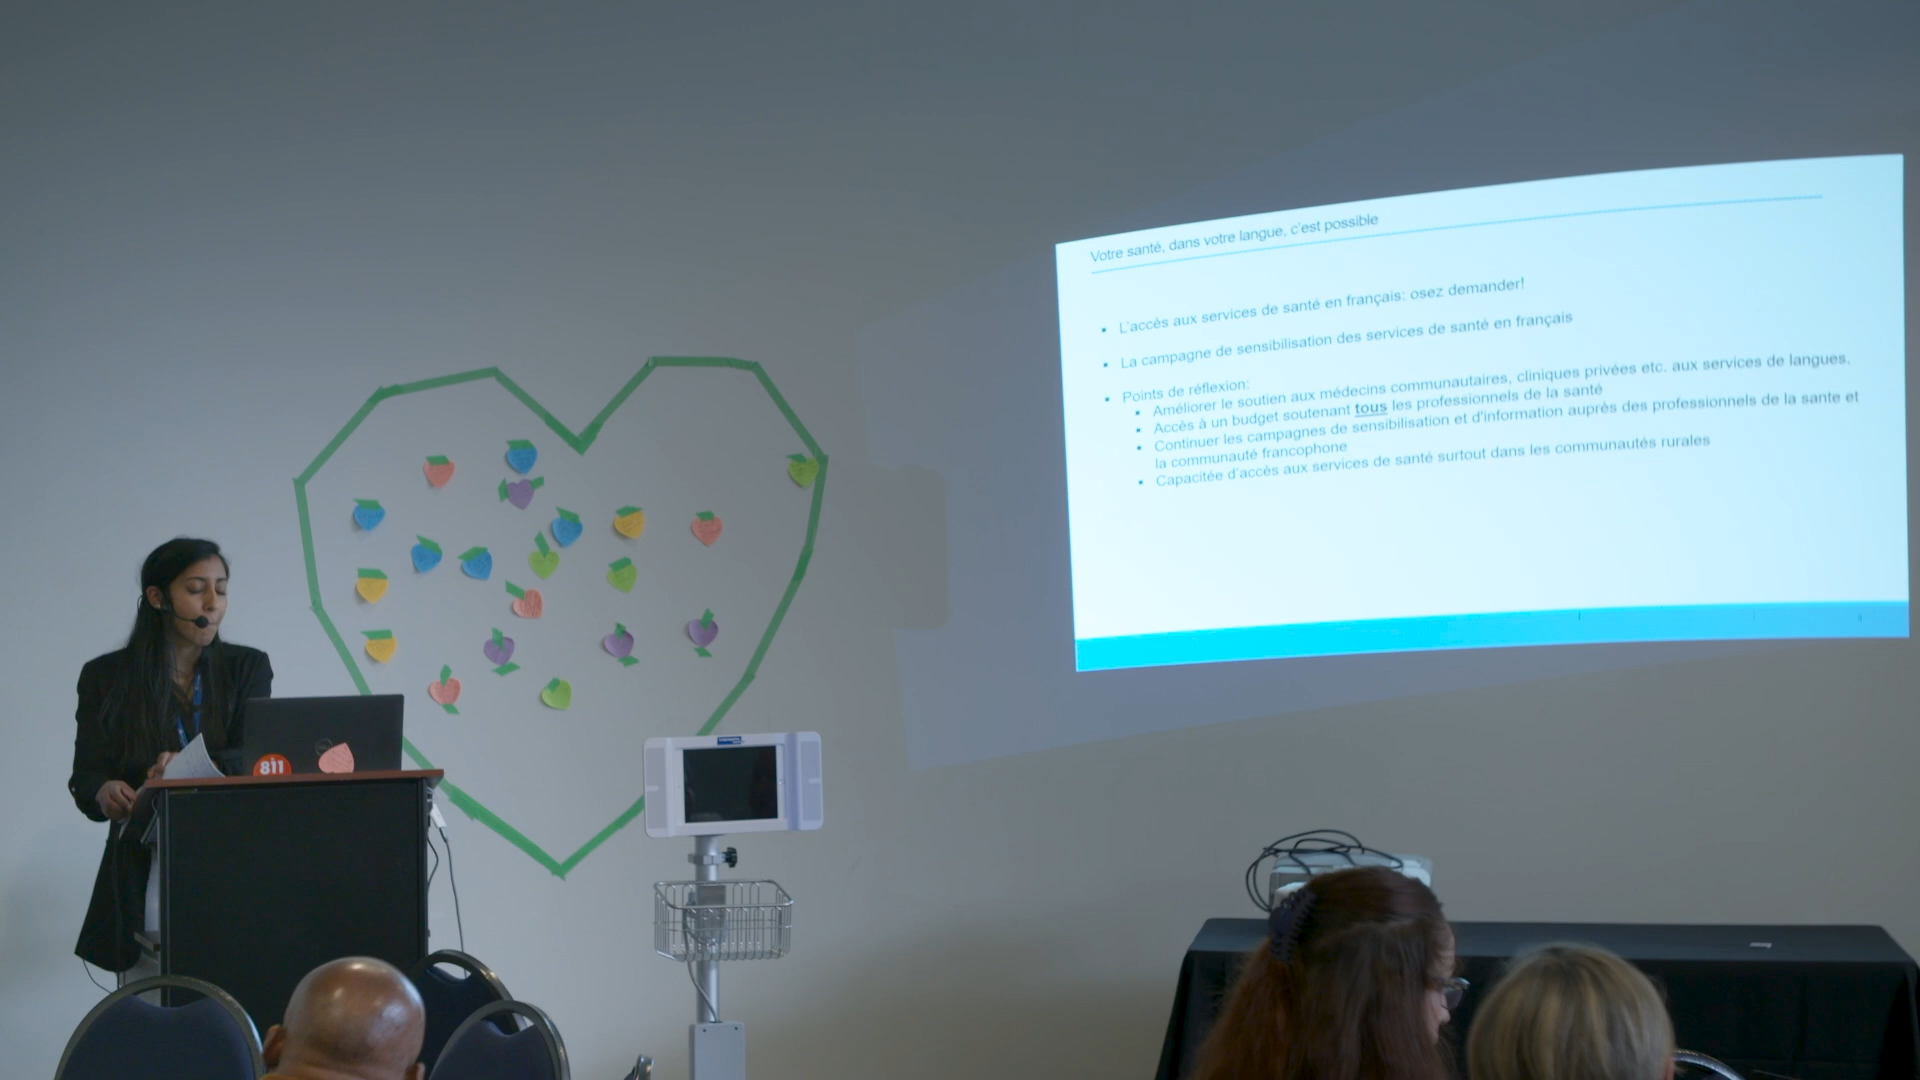 Votre santé, dans votre langue, c'est possible
▪ L'accès aux services de santé en français: osez demander!
▪ La campagne de sensibilisation des services de santé en français
▪ Points de réflexion:
▪ Améliorer le soutien aux médecins communautaires, cliniques privées etc. aux services de langues.
▪ Accès à un budget soutenant tous les professionnels de la santé
▪ Continuer les campagnes de sensibilisation et d'information auprès des professionnels de la sante et
la communauté francophone
▪ Capacitée d'accès aux services de santé surtout dans les communautés rurales
811